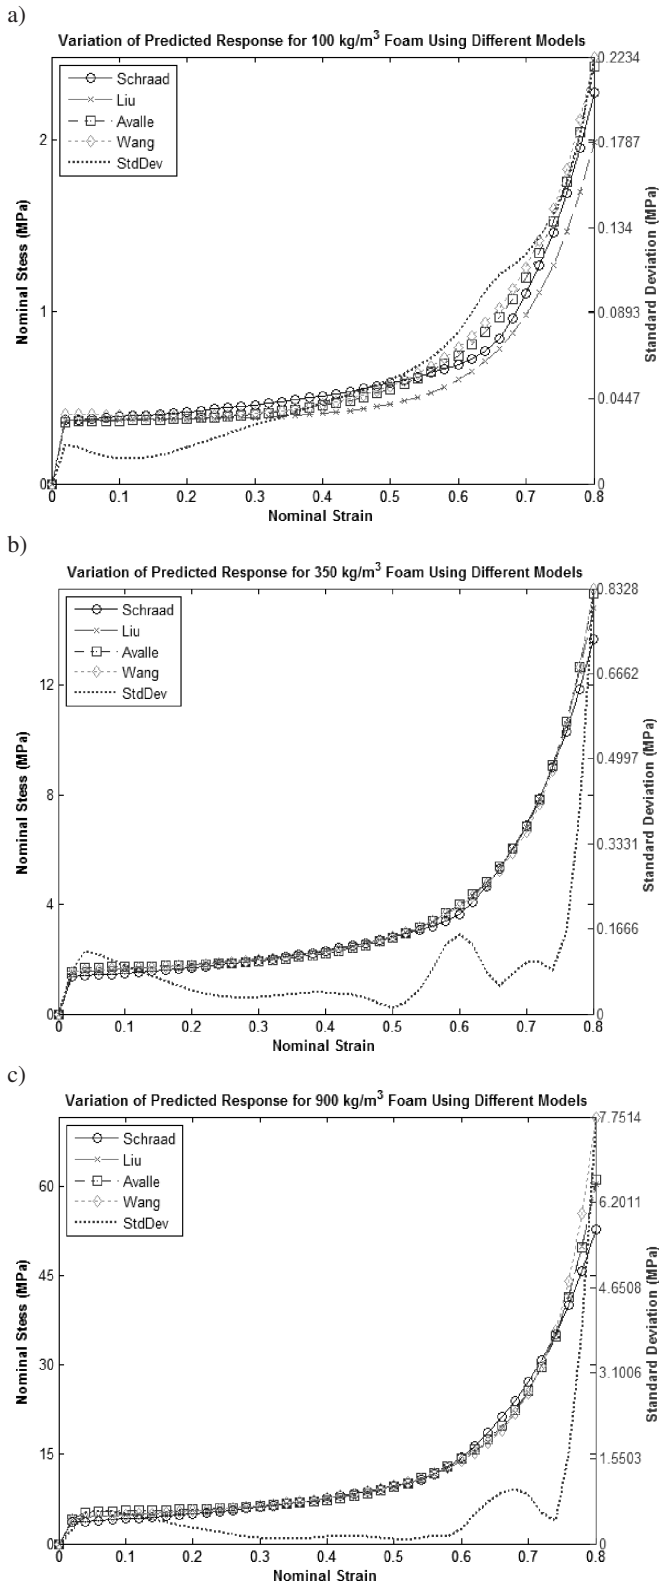 a)
Variation of Predicted Response for 100 kg/m³ Foam Using Different Models
Schraad
Liu
Avalle
Wang
StdDev
Nominal Stess (MPa)
2
1
0
0 0.1 0.2 0.3 0.4 0.5 0.6 0.7 0.8
Nominal Strain
0.2234
0.1787
0.134
0.0893
0.0447
0
Standard Deviation (MPa)
b)
Variation of Predicted Response for 350 kg/m³ Foam Using Different Models
Schraad
Liu
Avalle
Wang
StdDev
Nominal Stess (MPa)
12
8
4
0
0 0.1 0.2 0.3 0.4 0.5 0.6 0.7 0.8
Nominal Strain
0.8328
0.6662
0.4997
0.3331
0.1666
0
Standard Deviation (MPa)
c)
Variation of Predicted Response for 900 kg/m³ Foam Using Different Models
Schraad
Liu
Avalle
Wang
StdDev
Nominal Stess (MPa)
60
45
30
15
0
0 0.1 0.2 0.3 0.4 0.5 0.6 0.7 0.8
Nominal Strain
7.7514
6.2011
4.6508
3.1006
1.5503
0
Standard Deviation (MPa)